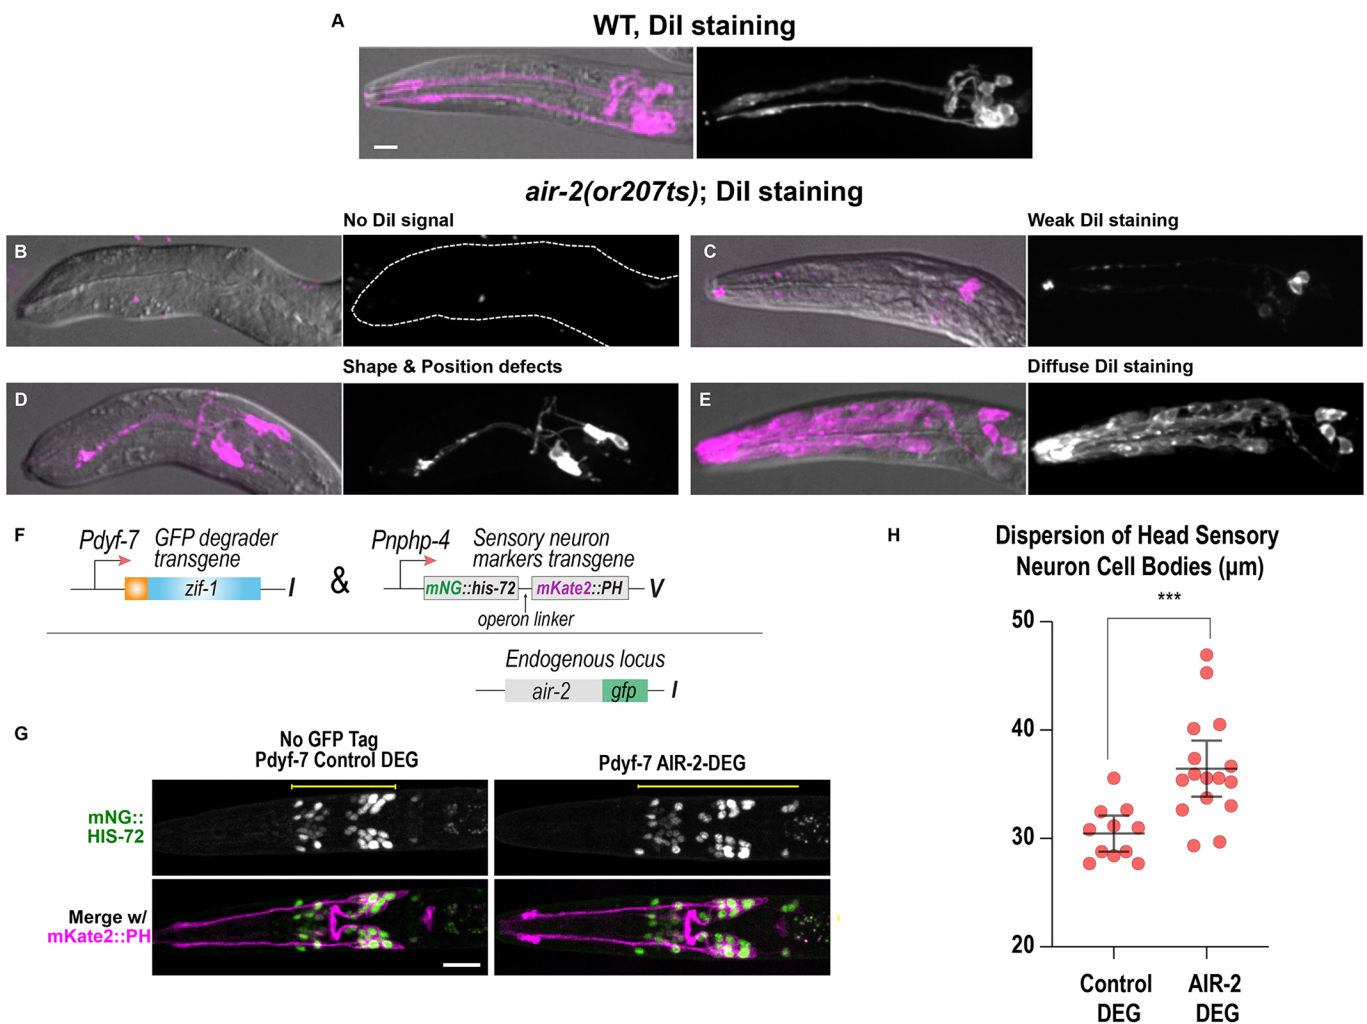 A
WT, DiI staining
air-2(or207ts); DiI staining
No DiI signal
Weak DiI staining
B
C
Shape & Position defects
Diffuse DiI staining
D
E
F
Pdyf-7
GFP degrader
transgene
zif-1
I
&
Pnphp-4
Sensory neuron
markers transgene
mNG::his-72
mKate2::PH
V
operon linker
Endogenous locus
air-2
gfp
I
G
No GFP Tag
Pdyf-7 Control DEG
Pdyf-7 AIR-2-DEG
mNG::
HIS-72
Merge w/
mKate2::PH
H
Dispersion of Head Sensory
Neuron Cell Bodies (µm)
***
50
40
30
20
Control
DEG
AIR-2
DEG